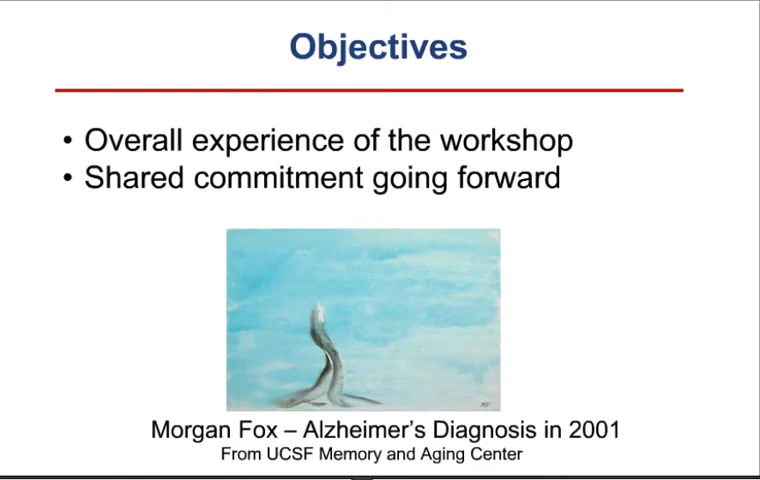 Objectives
• Overall experience of the workshop
• Shared commitment going forward
Morgan Fox – Alzheimer's Diagnosis in 2001
From UCSF Memory and Aging Center